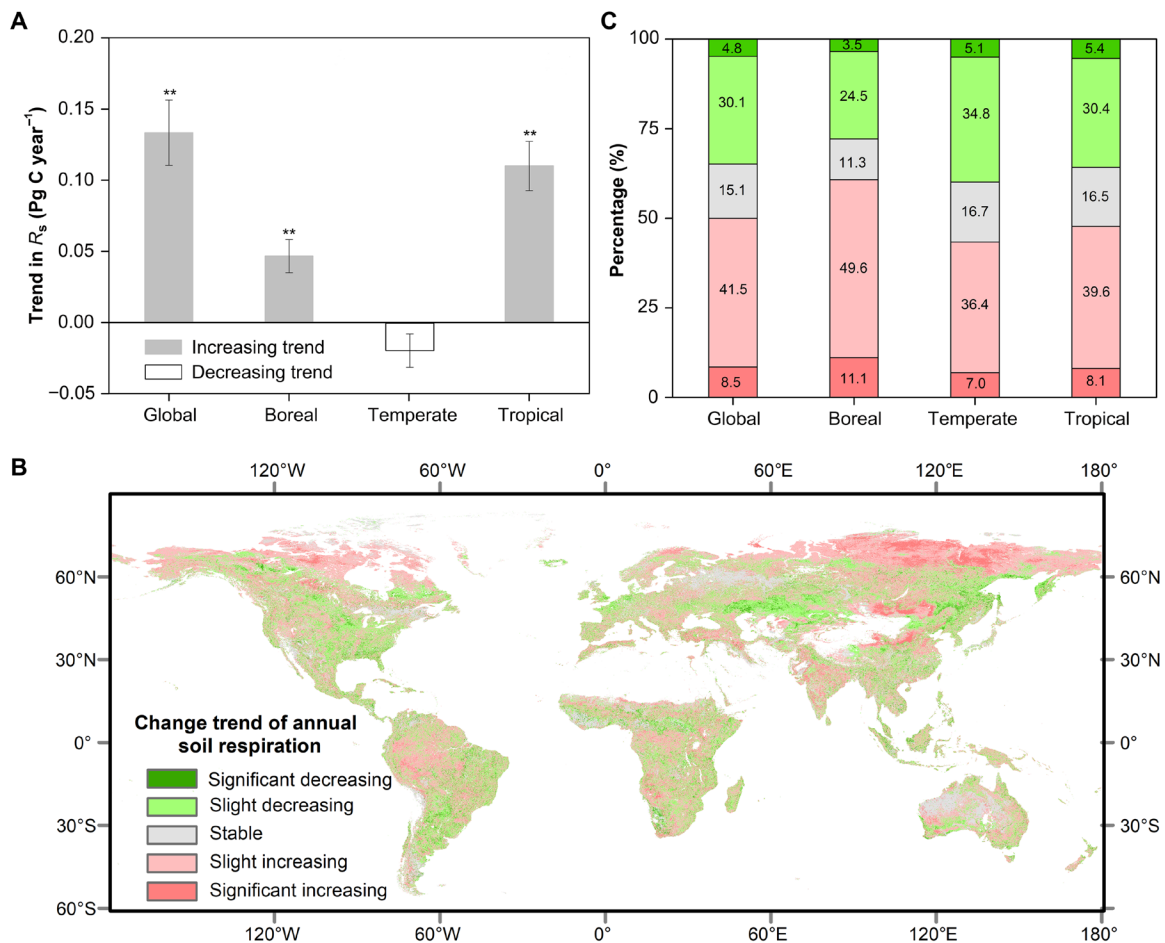 A
Trend in Rs (Pg C year⁻¹)
0.20
0.15
0.10
0.05
0.00
−0.05
**
**
**
Increasing trend
Decreasing trend
Global
Boreal
Temperate
Tropical
C
Percentage (%)
100
75
50
25
0
4.8
3.5
5.1
5.4
30.1
24.5
34.8
30.4
15.1
11.3
16.7
16.5
41.5
49.6
36.4
39.6
8.5
11.1
7.0
8.1
Global
Boreal
Temperate
Tropical
B
120°W
60°W
0°
60°E
120°E
180°
60°N
60°N
30°N
30°N
0°
0°
30°S
30°S
60°S
Change trend of annual
soil respiration
Significant decreasing
Slight decreasing
Stable
Slight increasing
Significant increasing
120°W
60°W
0°
60°E
120°E
180°